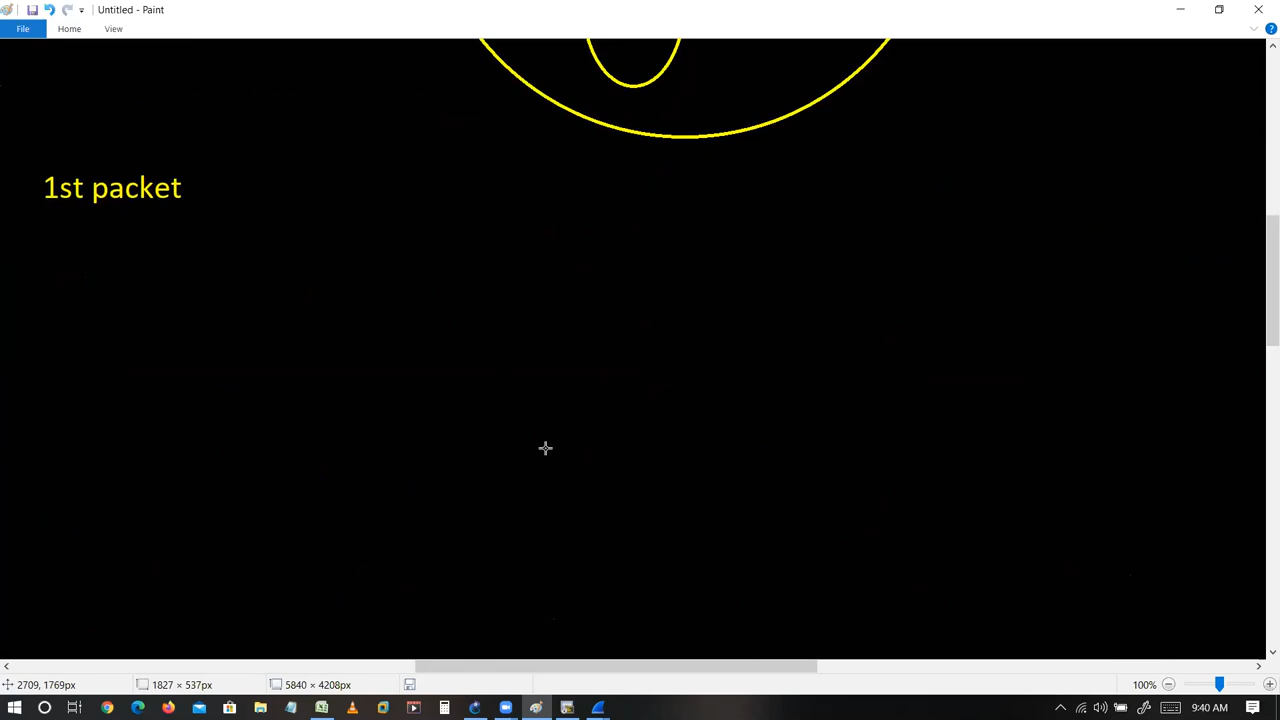 Untitled - Paint
File Home View
1st packet
2709, 1769px 1827 × 537px 5840 × 4208px 100%
9:40 AM